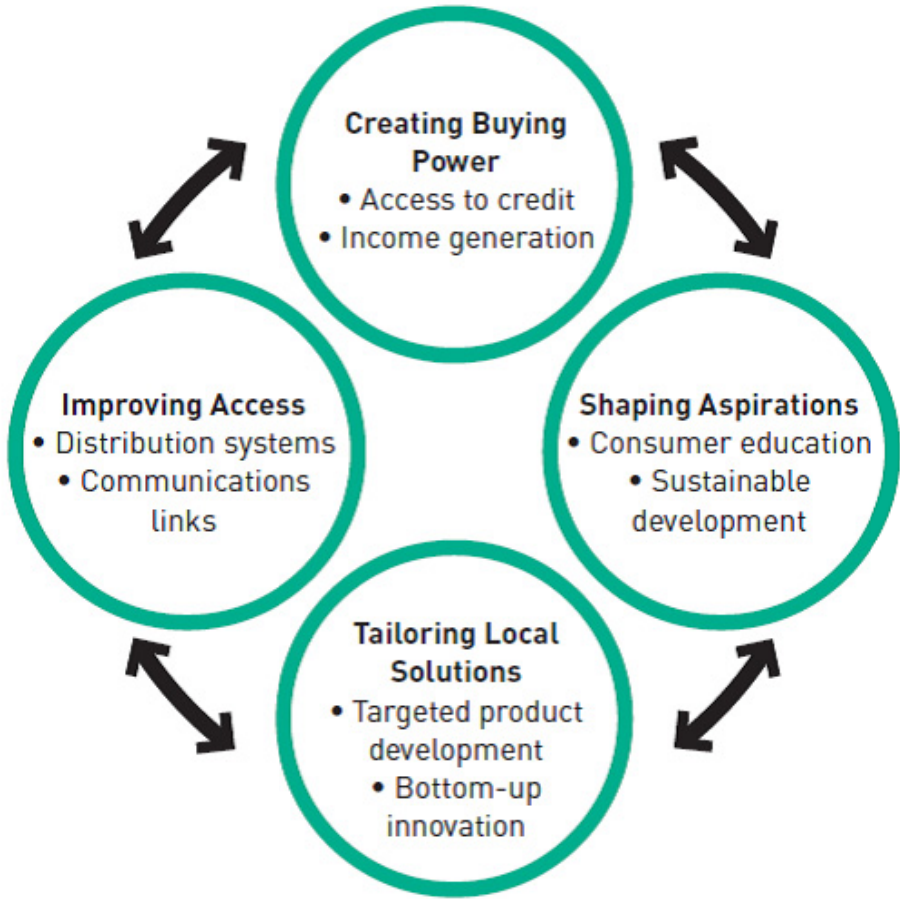 Creating Buying
Power
• Access to credit
• Income generation
Improving Access
• Distribution systems
• Communications
links
Shaping Aspirations
• Consumer education
• Sustainable
development
Tailoring Local
Solutions
• Targeted product
development
• Bottom-up
innovation